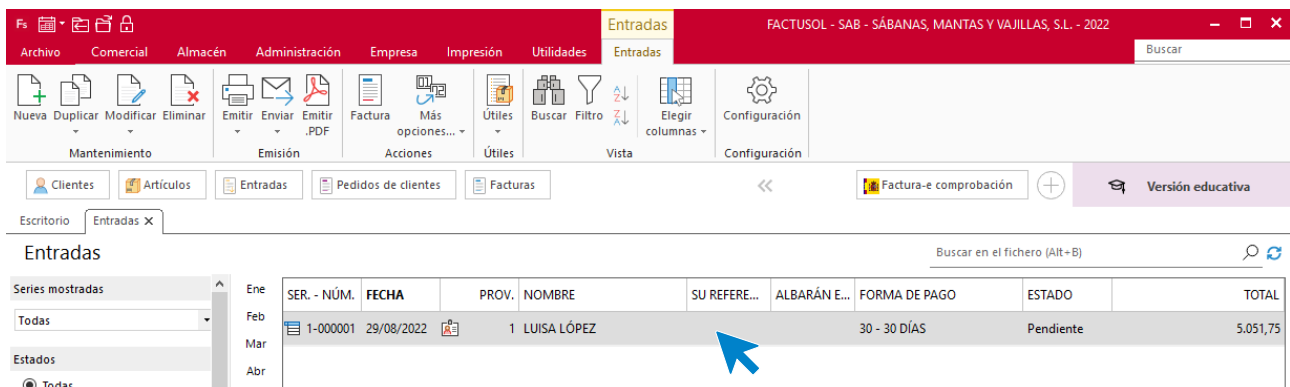 Fs Entradas FACTUSOL - SAB - SÁBANAS, MANTAS Y VAJILLAS, S.L. - 2022
Archivo Comercial Almacén Administración Empresa Impresión Utilidades Entradas Buscar
Nueva Duplicar Modificar Eliminar Emitir Enviar Emitir .PDF Factura Más opciones... Útiles Buscar Filtro Elegir columnas Configuración
Mantenimiento Emisión Acciones Útiles Vista Configuración
Clientes Artículos Entradas Pedidos de clientes Facturas Factura-e comprobación Versión educativa
Escritorio Entradas
Entradas Buscar en el fichero (Alt+B)
Series mostradas Ene SER. - NÚM. FECHA PROV. NOMBRE SU REFERE... ALBARÁN E... FORMA DE PAGO ESTADO TOTAL
Todas Feb 1-000001 29/08/2022 1 LUISA LÓPEZ 30 - 30 DÍAS Pendiente 5.051,75
Mar
Estados Abr
Todas